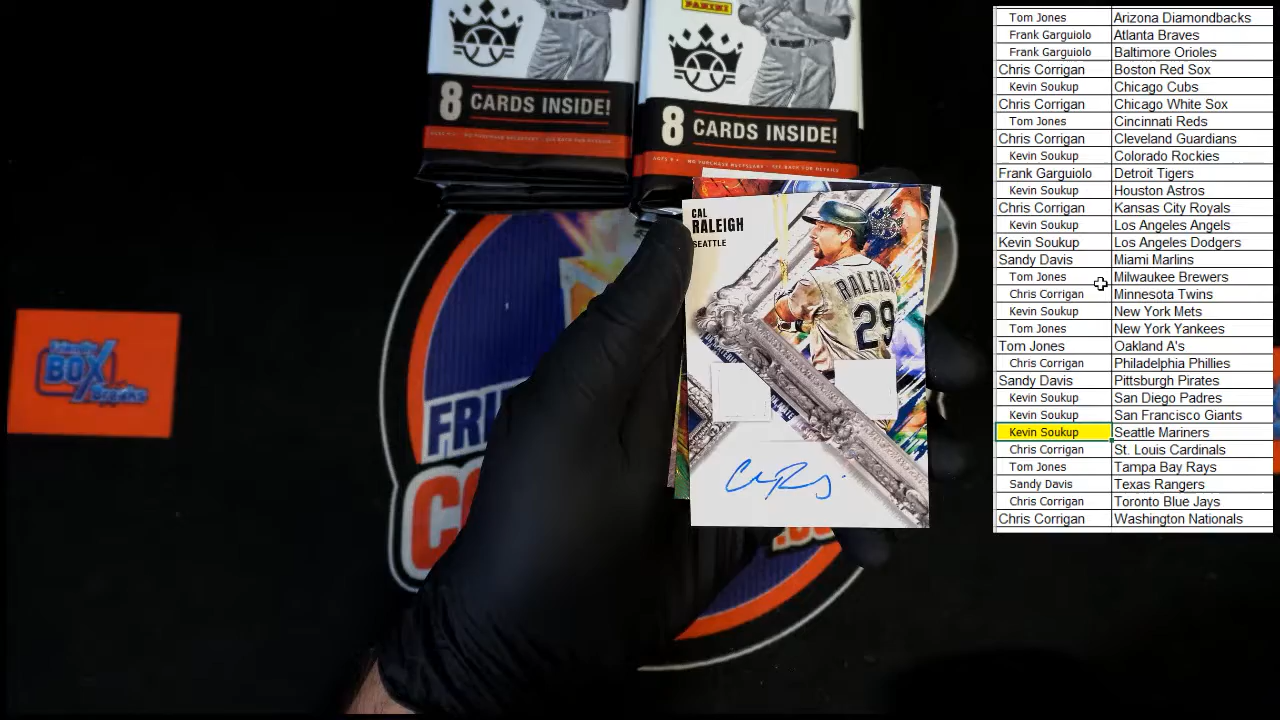 PANINI
8 CARDS INSIDE!
8 CARDS INSIDE!
CAL
RALEIGH
SEATTLE
RALEIGH
29
BOX
Breaks
FRI
CO
Tom Jones Arizona Diamondbacks
Frank Garguiolo Atlanta Braves
Frank Garguiolo Baltimore Orioles
Chris Corrigan Boston Red Sox
Kevin Soukup Chicago Cubs
Chris Corrigan Chicago White Sox
Tom Jones Cincinnati Reds
Chris Corrigan Cleveland Guardians
Kevin Soukup Colorado Rockies
Frank Garguiolo Detroit Tigers
Kevin Soukup Houston Astros
Chris Corrigan Kansas City Royals
Kevin Soukup Los Angeles Angels
Kevin Soukup Los Angeles Dodgers
Sandy Davis Miami Marlins
Tom Jones Milwaukee Brewers
Chris Corrigan Minnesota Twins
Kevin Soukup New York Mets
Tom Jones New York Yankees
Tom Jones Oakland A's
Chris Corrigan Philadelphia Phillies
Sandy Davis Pittsburgh Pirates
Kevin Soukup San Diego Padres
Kevin Soukup San Francisco Giants
Kevin Soukup Seattle Mariners
Chris Corrigan St. Louis Cardinals
Tom Jones Tampa Bay Rays
Sandy Davis Texas Rangers
Chris Corrigan Toronto Blue Jays
Chris Corrigan Washington Nationals